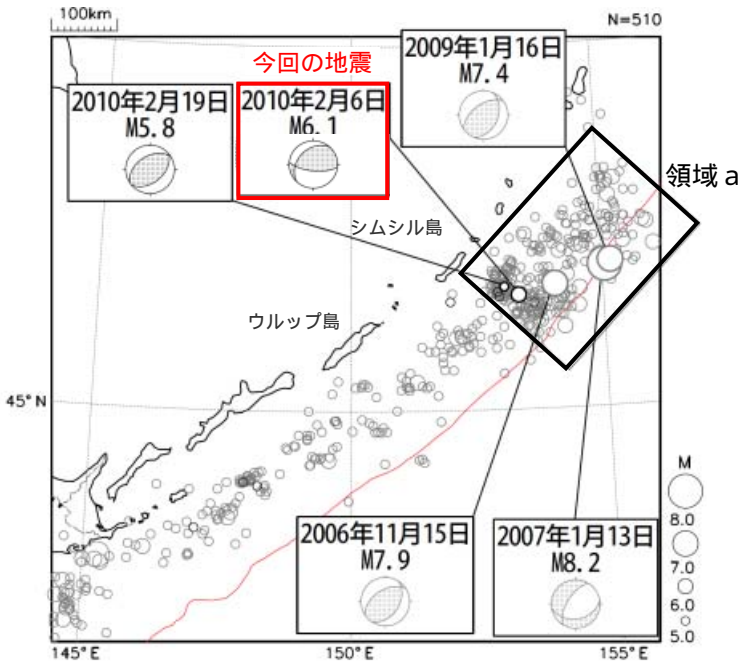 100km
N=510
今回の地震
2009年1月16日
M7.4
2010年2月19日
M5.8
2010年2月6日
M6.1
領域a
シムシル島
ウルップ島
45°N
M
8.0
7.0
6.0
5.0
2006年11月15日
M7.9
2007年1月13日
M8.2
145°E
150°E
155°E